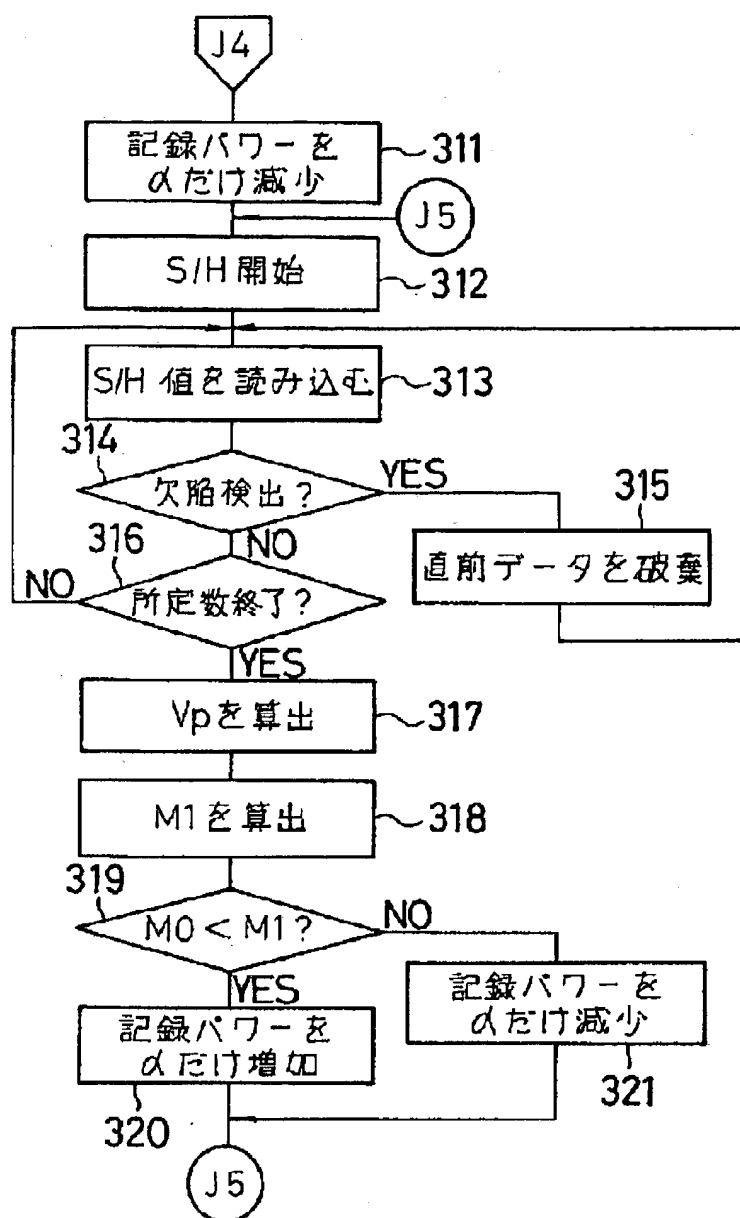 J4
記録パワーを
αだけ減少
311
J5
S/H開始
312
S/H 値を読み込む
313
314
欠陥検出?
YES
315
直前データを破棄
NO
316
NO
所定数終了?
YES
Vpを算出
317
M1を算出
318
319
M0<M1?
NO
YES
記録パワーを
αだけ増加
320
記録パワーを
αだけ減少
321
J5